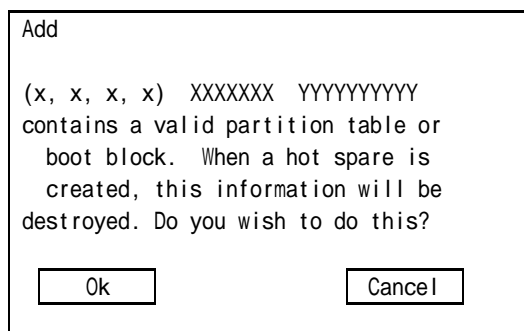 Add
(x, x, x, x) XXXXXXX YYYYYYYYYY
contains a valid partition table or
boot block. When a hot spare is
created, this information will be
destroyed. Do you wish to do this?
Ok Cancel